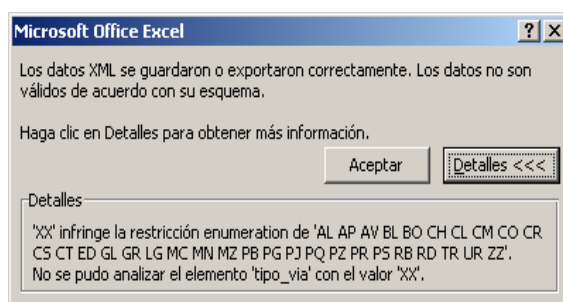 Microsoft Office Excel
Los datos XML se guardaron o exportaron correctamente. Los datos no son
válidos de acuerdo con su esquema.
Haga clic en Detalles para obtener más información.
Aceptar
Detalles <<<
Detalles
'XX' infringe la restricción enumeration de 'AL AP AV BL BO CH CL CM CO CR
CS CT ED GL GR LG MC MN MZ PB PG PJ PQ PZ PR PS RB RD TR UR ZZ'.
No se pudo analizar el elemento 'tipo_via' con el valor 'XX'.